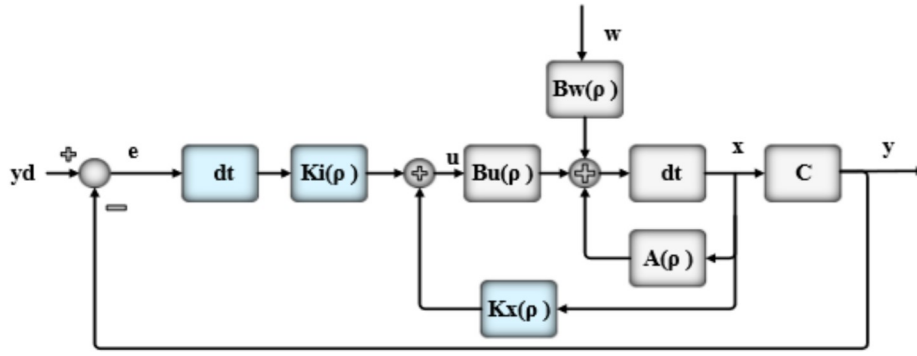 w
Bw(ρ )
yd
e
dt
Ki(ρ )
u
Bu(ρ )
dt
x
C
y
A(ρ )
Kx(ρ )